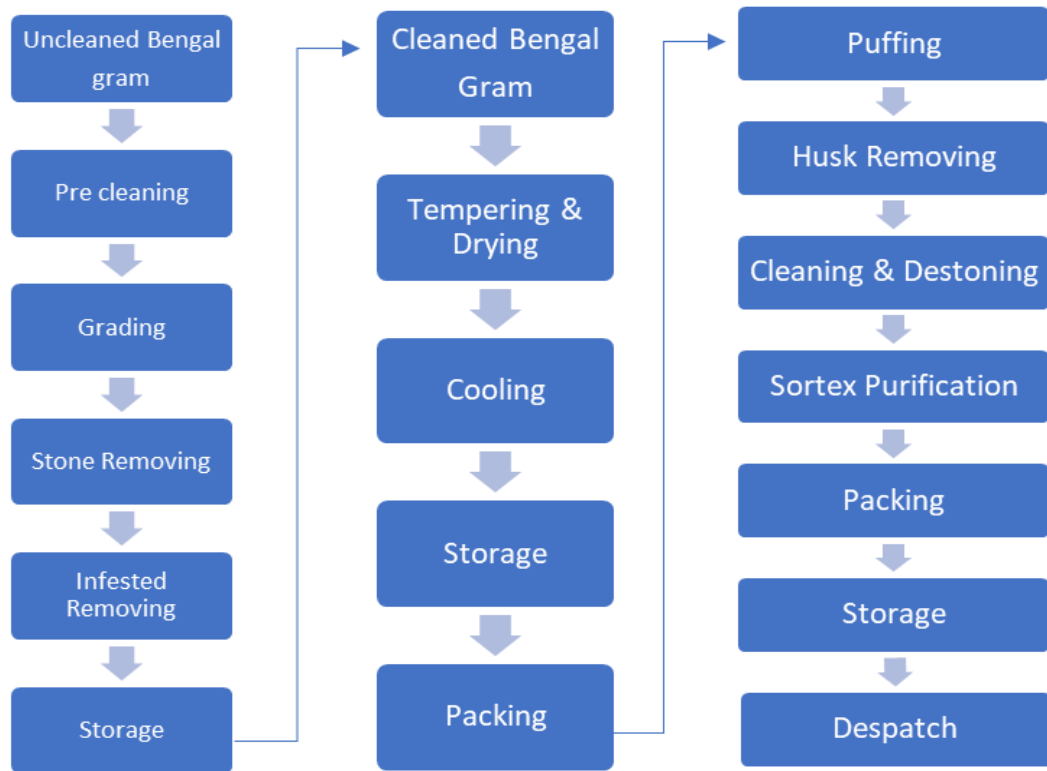 Uncleaned Bengal
gram
Pre cleaning
Grading
Stone Removing
Infested
Removing
Storage
Cleaned Bengal
Gram
Tempering &
Drying
Cooling
Storage
Packing
Puffing
Husk Removing
Cleaning & Destoning
Sortex Purification
Packing
Storage
Despatch